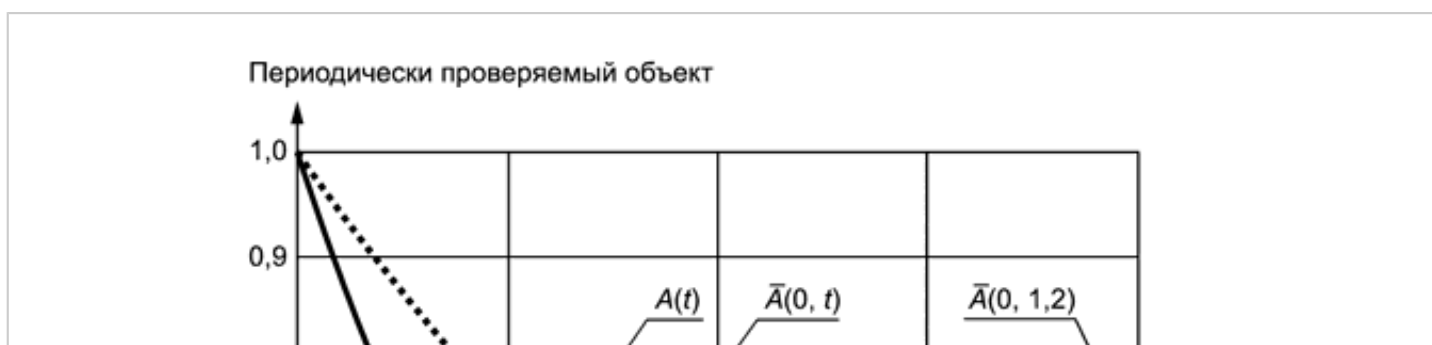 Периодически проверяемый объект
1,0
0,9
A(t) A̅(0, t) A̅(0, 1,2)